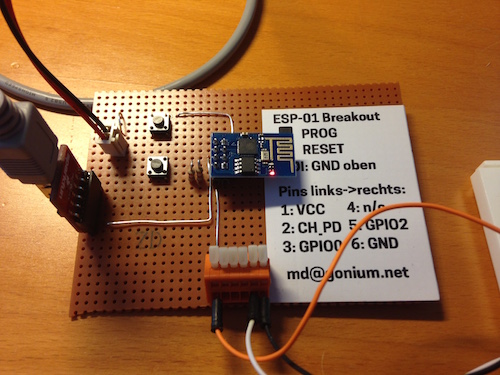 ESP-01 Breakout
PROG
RESET
GND oben
Pins links->rechts:
1: VCC 4: n/c
2: CH_PD 5: GPIO2
3: GPIO0 6: GND
md@gonium.net